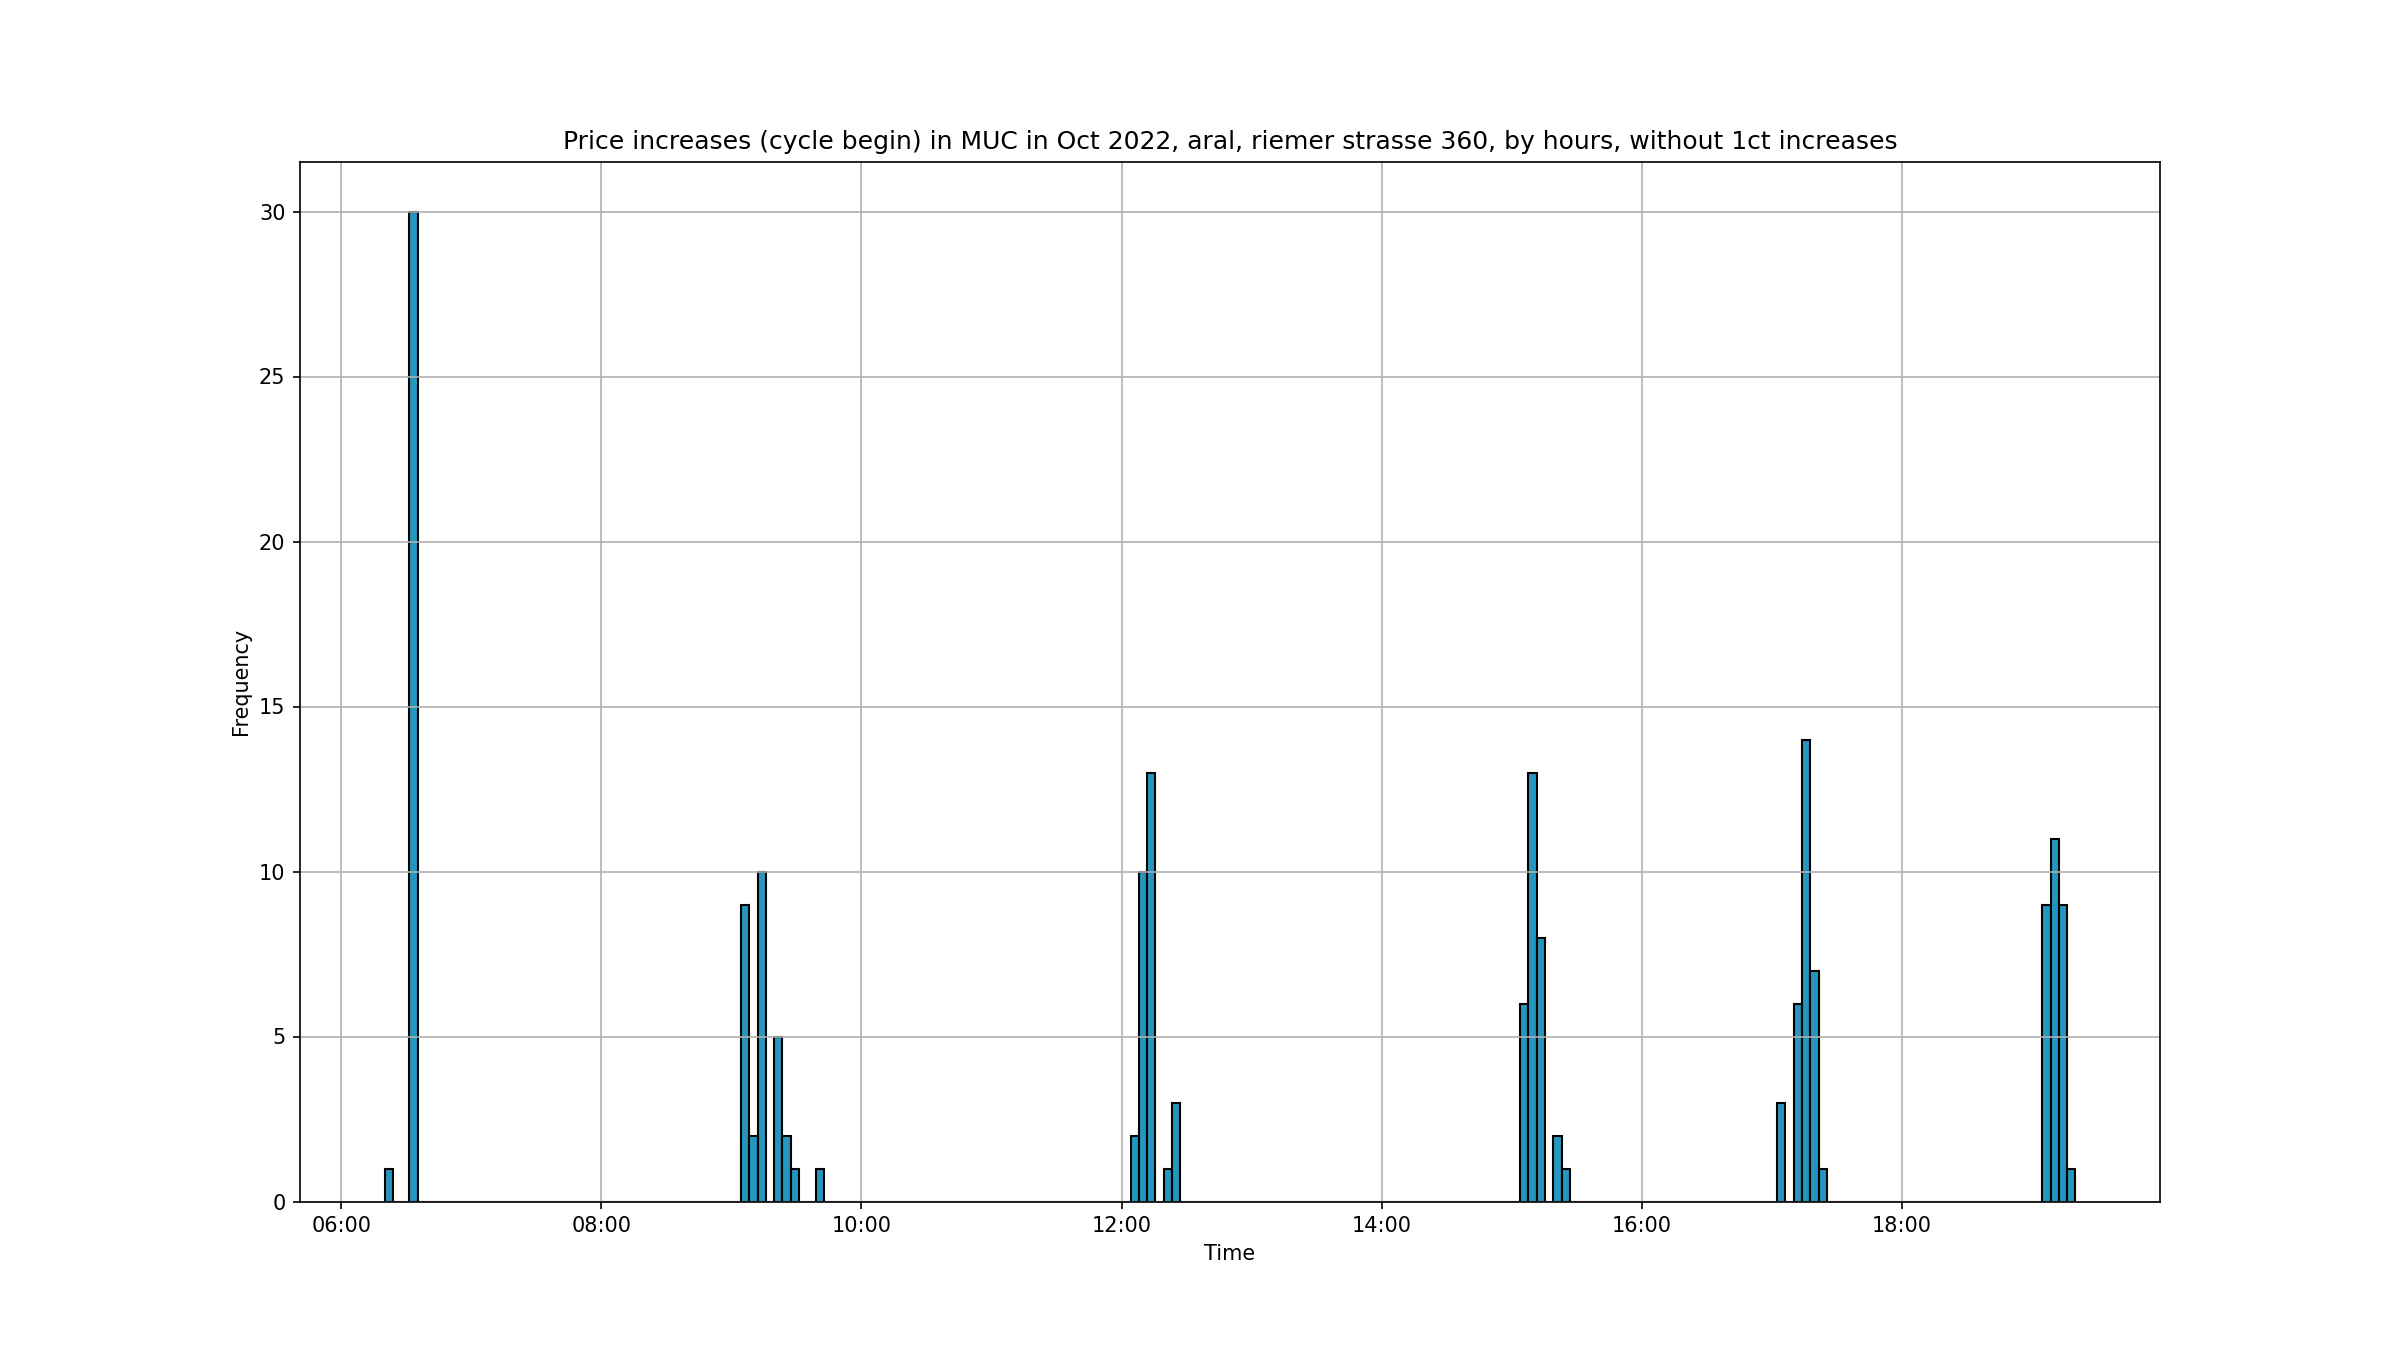 Price increases (cycle begin) in MUC in Oct 2022, aral, riemer strasse 360, by hours, without 1ct increases
30
25
20
15
10
5
0
Frequency
06:00 08:00 10:00 12:00 14:00 16:00 18:00
Time